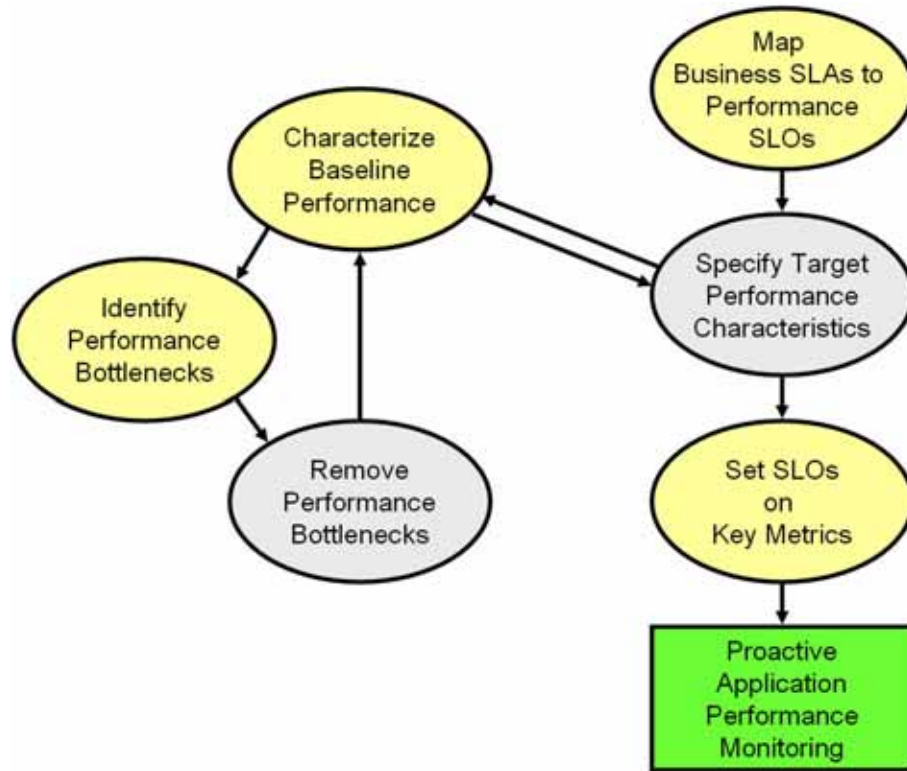 Map
Business SLAs to
Performance
SLOs
Characterize
Baseline
Performance
Specify Target
Performance
Characteristics
Identify
Performance
Bottlenecks
Remove
Performance
Bottlenecks
Set SLOs
on
Key Metrics
Proactive
Application
Performance
Monitoring